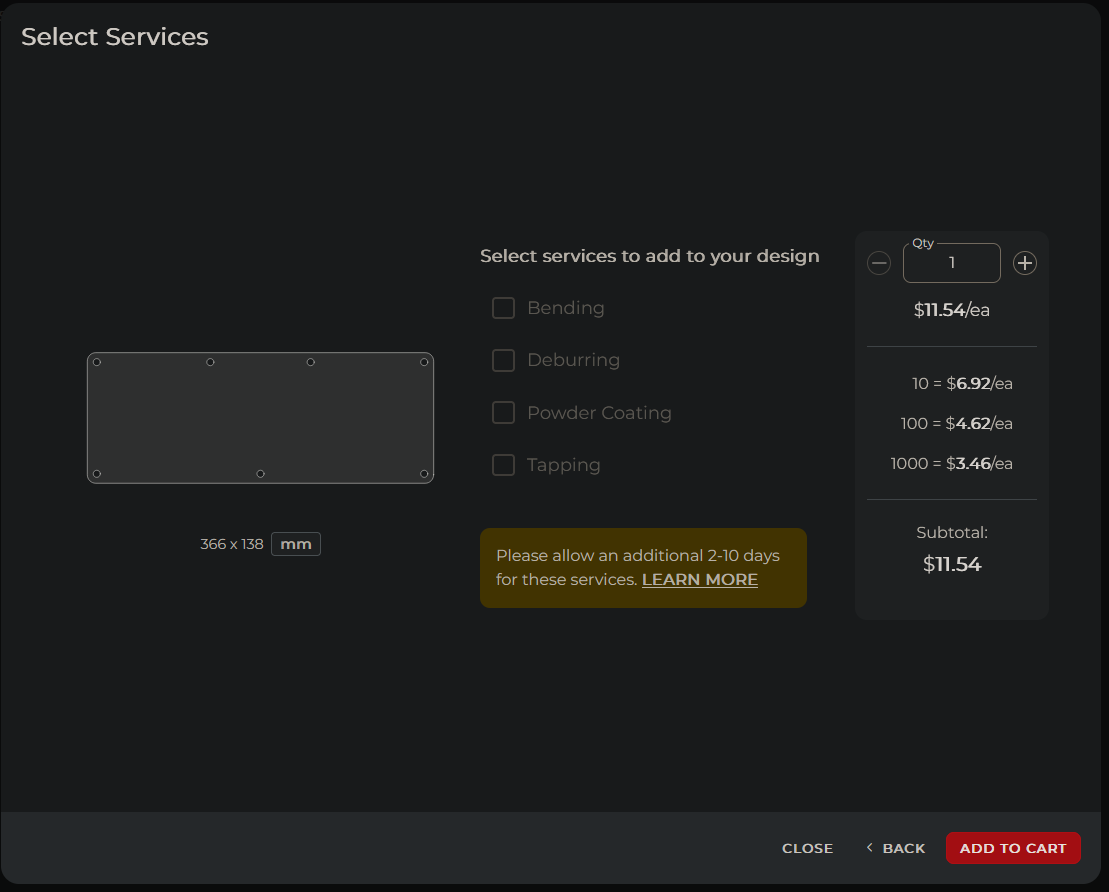 Select Services
366 x 138 mm
Select services to add to your design
Bending
Deburring
Powder Coating
Tapping
Please allow an additional 2-10 days
for these services. LEARN MORE
Qty
1
$11.54/ea
10 = $6.92/ea
100 = $4.62/ea
1000 = $3.46/ea
Subtotal:
$11.54
CLOSE
BACK
ADD TO CART